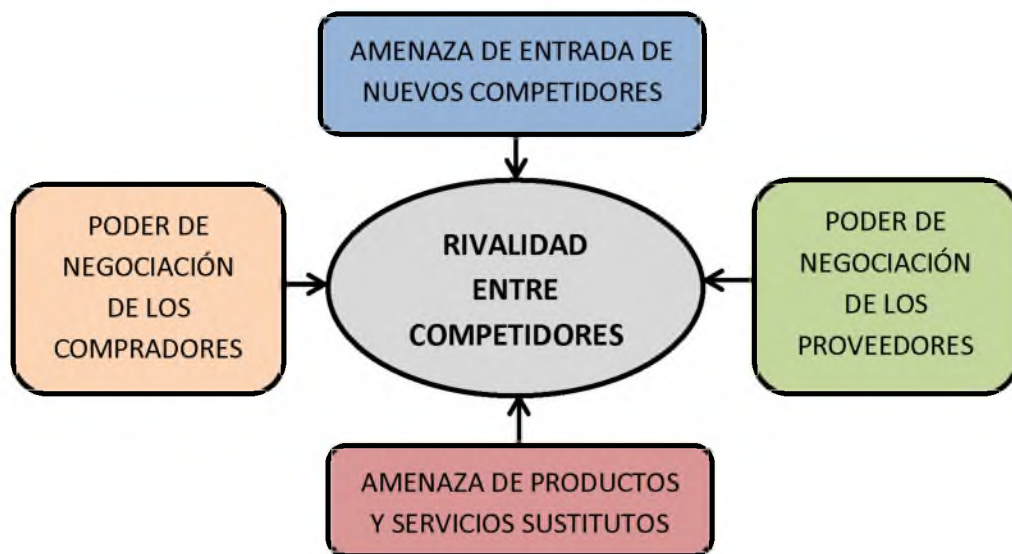 AMENAZA DE ENTRADA DE
NUEVOS COMPETIDORES
PODER DE
NEGOCIACIÓN
DE LOS
COMPRADORES
RIVALIDAD
ENTRE
COMPETIDORES
PODER DE
NEGOCIACIÓN
DE LOS
PROVEEDORES
AMENAZA DE PRODUCTOS
Y SERVICIOS SUSTITUTOS